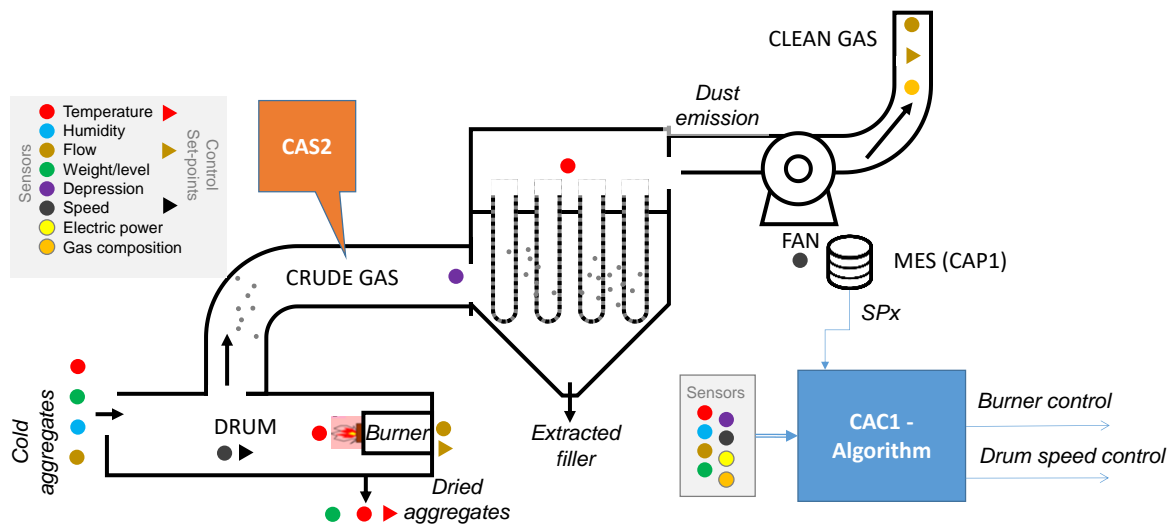 CLEAN GAS
Dust
emission
Sensors
Temperature
Humidity
Flow
Weight/level
Depression
Speed
Electric power
Gas composition
Control
Set-points
CAS2
CRUDE GAS
FAN
MES (CAP1)
SPx
Cold
aggregates
DRUM
Burner
Extracted
filler
Dried
aggregates
Sensors
CAC1 -
Algorithm
Burner control
Drum speed control